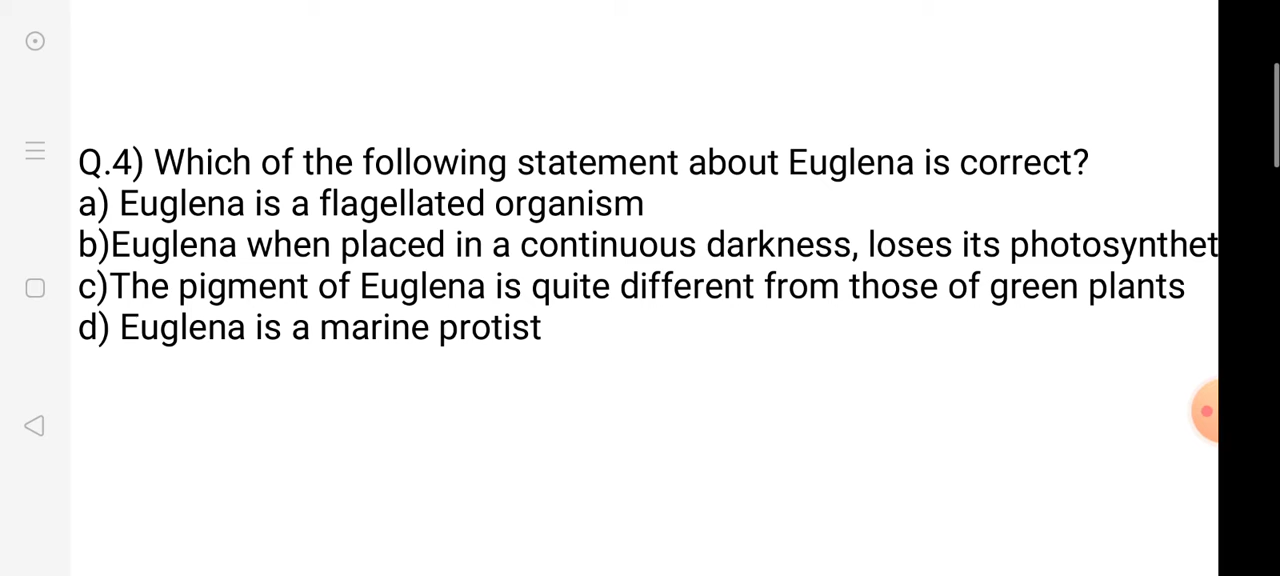 Q.4) Which of the following statement about Euglena is correct?
a) Euglena is a flagellated organism
b)Euglena when placed in a continuous darkness, loses its photosynthet
c)The pigment of Euglena is quite different from those of green plants
d) Euglena is a marine protist